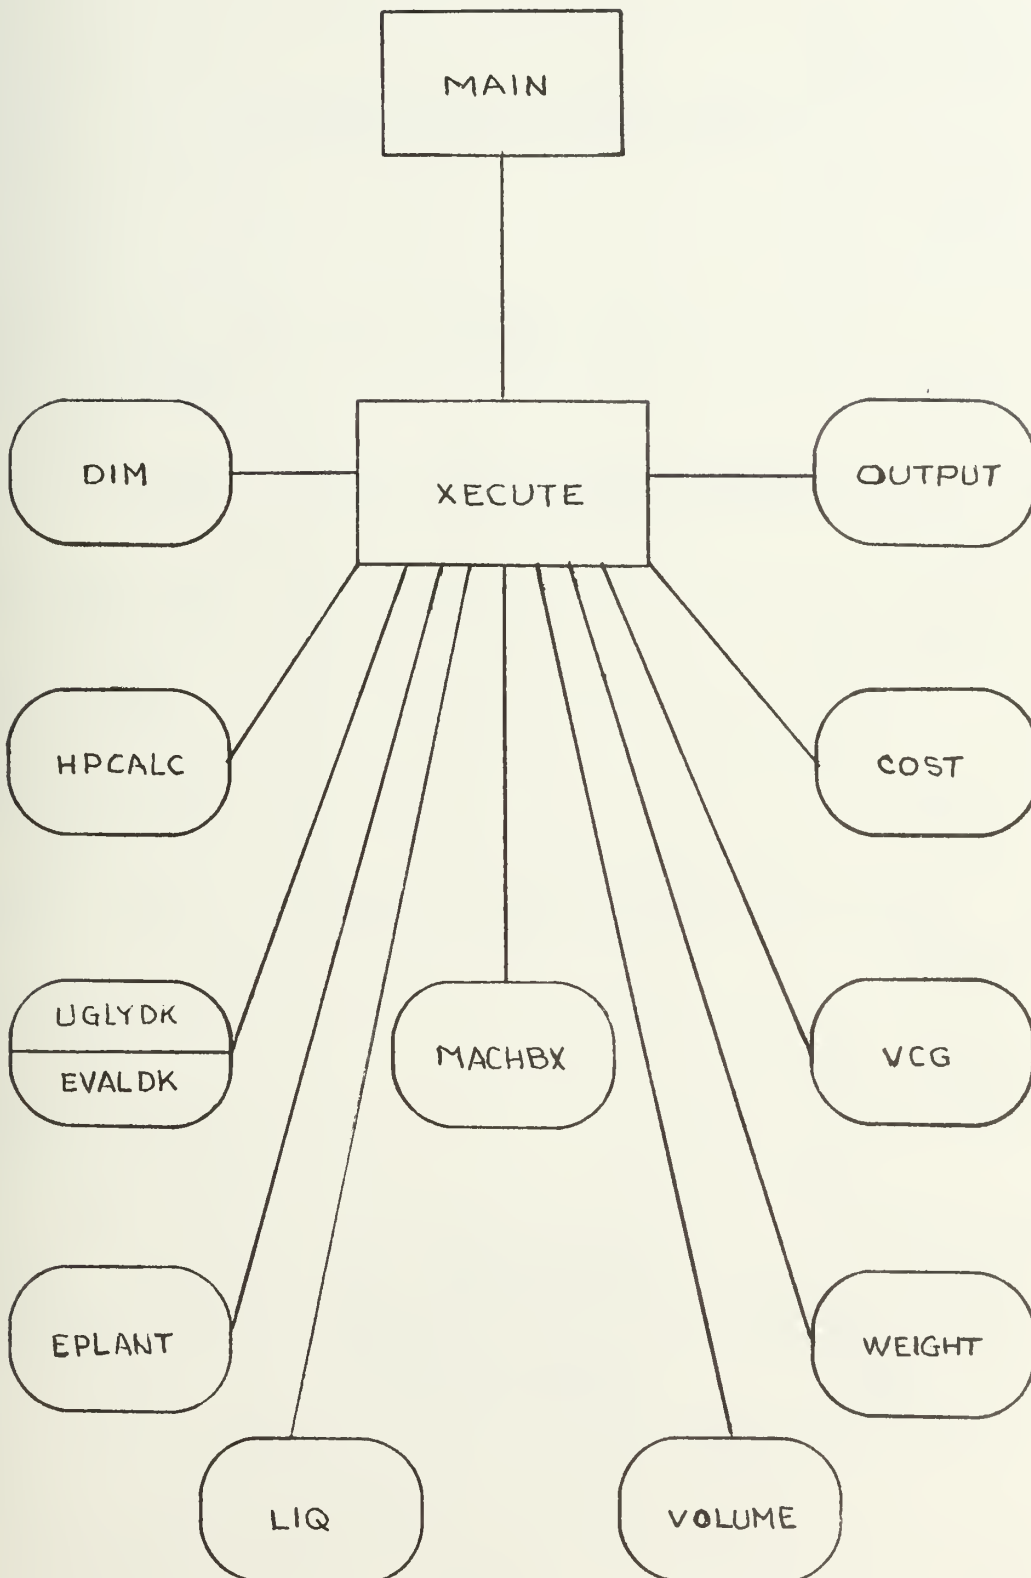 MAIN
DIM
XECUTE
OUTPUT
HPCALC
COST
UGLYDK
EVALDK
MACHBX
VCG
EPLANT
WEIGHT
LIQ
VOLUME